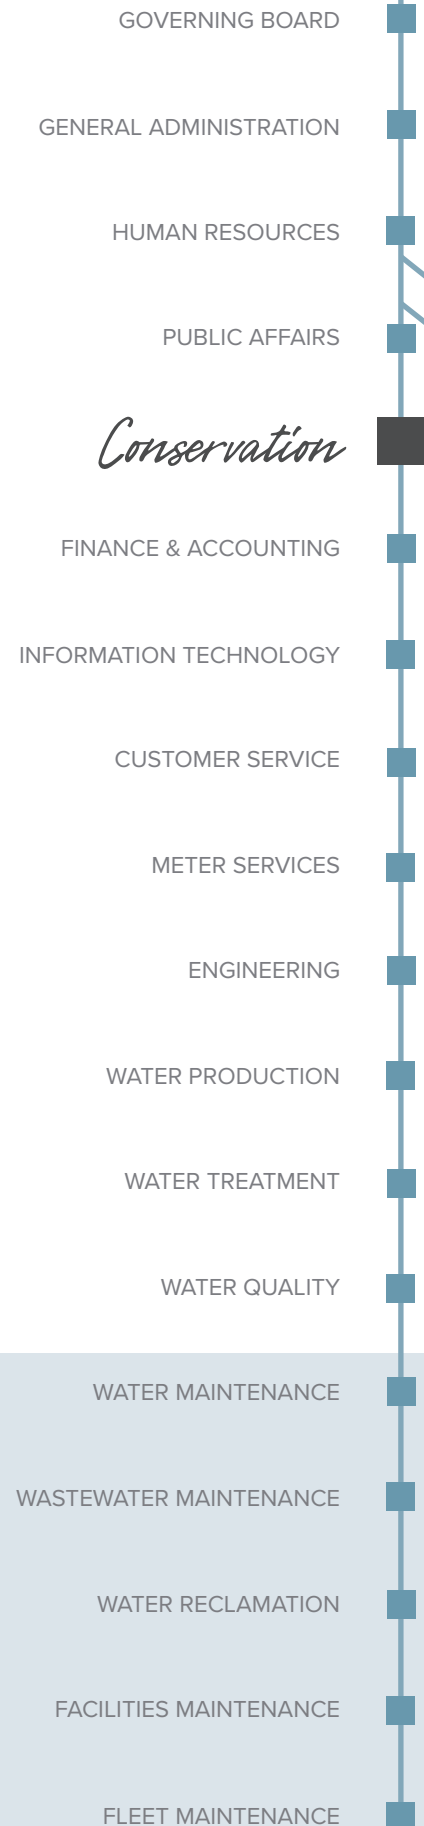 GOVERNING BOARD
GENERAL ADMINISTRATION
HUMAN RESOURCES
PUBLIC AFFAIRS
Conservation
FINANCE & ACCOUNTING
INFORMATION TECHNOLOGY
CUSTOMER SERVICE
METER SERVICES
ENGINEERING
WATER PRODUCTION
WATER TREATMENT
WATER QUALITY
WATER MAINTENANCE
WASTEWATER MAINTENANCE
WATER RECLAMATION
FACILITIES MAINTENANCE
FLEET MAINTENANCE